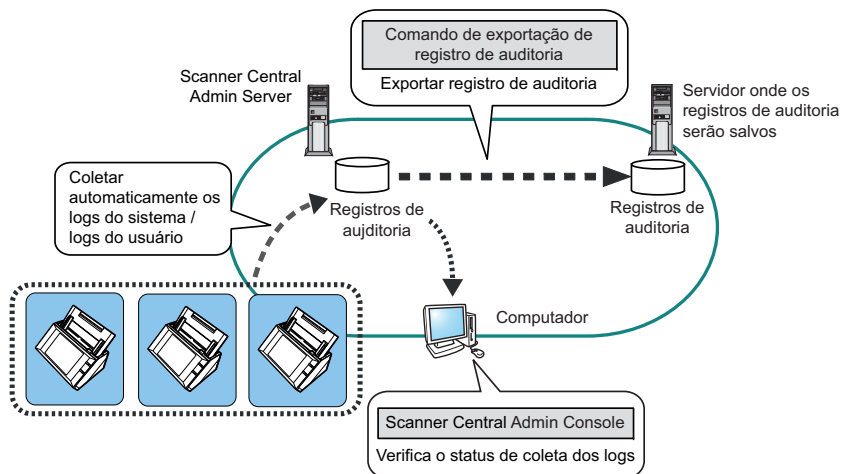 Comando de exportação de
registro de auditoria
Exportar registro de auditoria
Scanner Central
Admin Server
Servidor onde os
registros de auditoria
serão salvos
Coletar
automaticamente os
logs do sistema /
logs do usuário
Registros de
aujditoria
Registros de
auditoria
Computador
Scanner Central Admin Console
Verifica o status de coleta dos logs